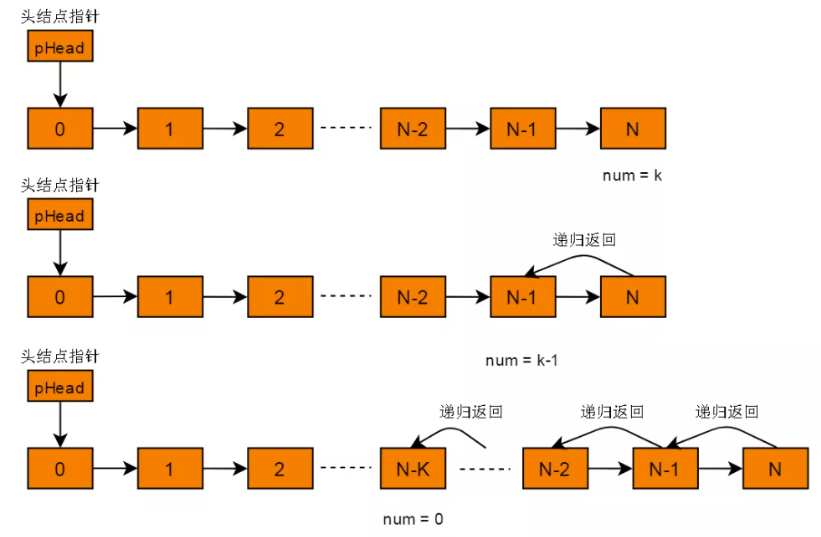 头结点指针
pHead
0 1 2 N-2 N-1 N
num = k
头结点指针
pHead
递归返回
0 1 2 N-2 N-1 N
num = k-1
头结点指针
pHead
递归返回 递归返回 递归返回
0 1 2 N-K N-2 N-1 N
num = 0